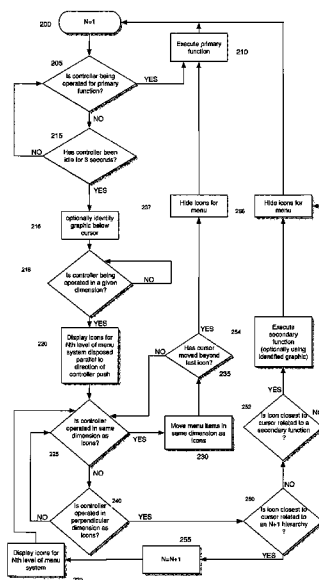 200
N=1
Execute primary
function
210
205
Is controller being
operated for primary
function?
YES
NO
215
Has controller been
idle for 3 seconds?
NO
YES
216
optionally identify
graphic below
cursor
237
Hide icons for
menu
Hide icons for
menu
218
Is controller being
operated in a given
dimension?
NO
YES
220
Display icons for
Nth level of menu
system disposed
parallel to
direction of
controller push
YES
254
Has cursor
moved beyond
last icon?
235
NO
Execute
secondary
function
(optionally using
identified graphic)
YES
252
Is icon closest to
cursor related to a
secondary function
?
NO
Is controller
operated in same
dimension as
icons?
225
YES
Move menu items in
same dimension as
icons
230
NO
240
Is controller
operated in
perpendicular
dimension as
icons?
NO
YES
250
Is icon closest to
cursor related to
an N+1 hierarchy
?
NO
YES
255
N=N+1
Display icons for
Nth level of menu
system